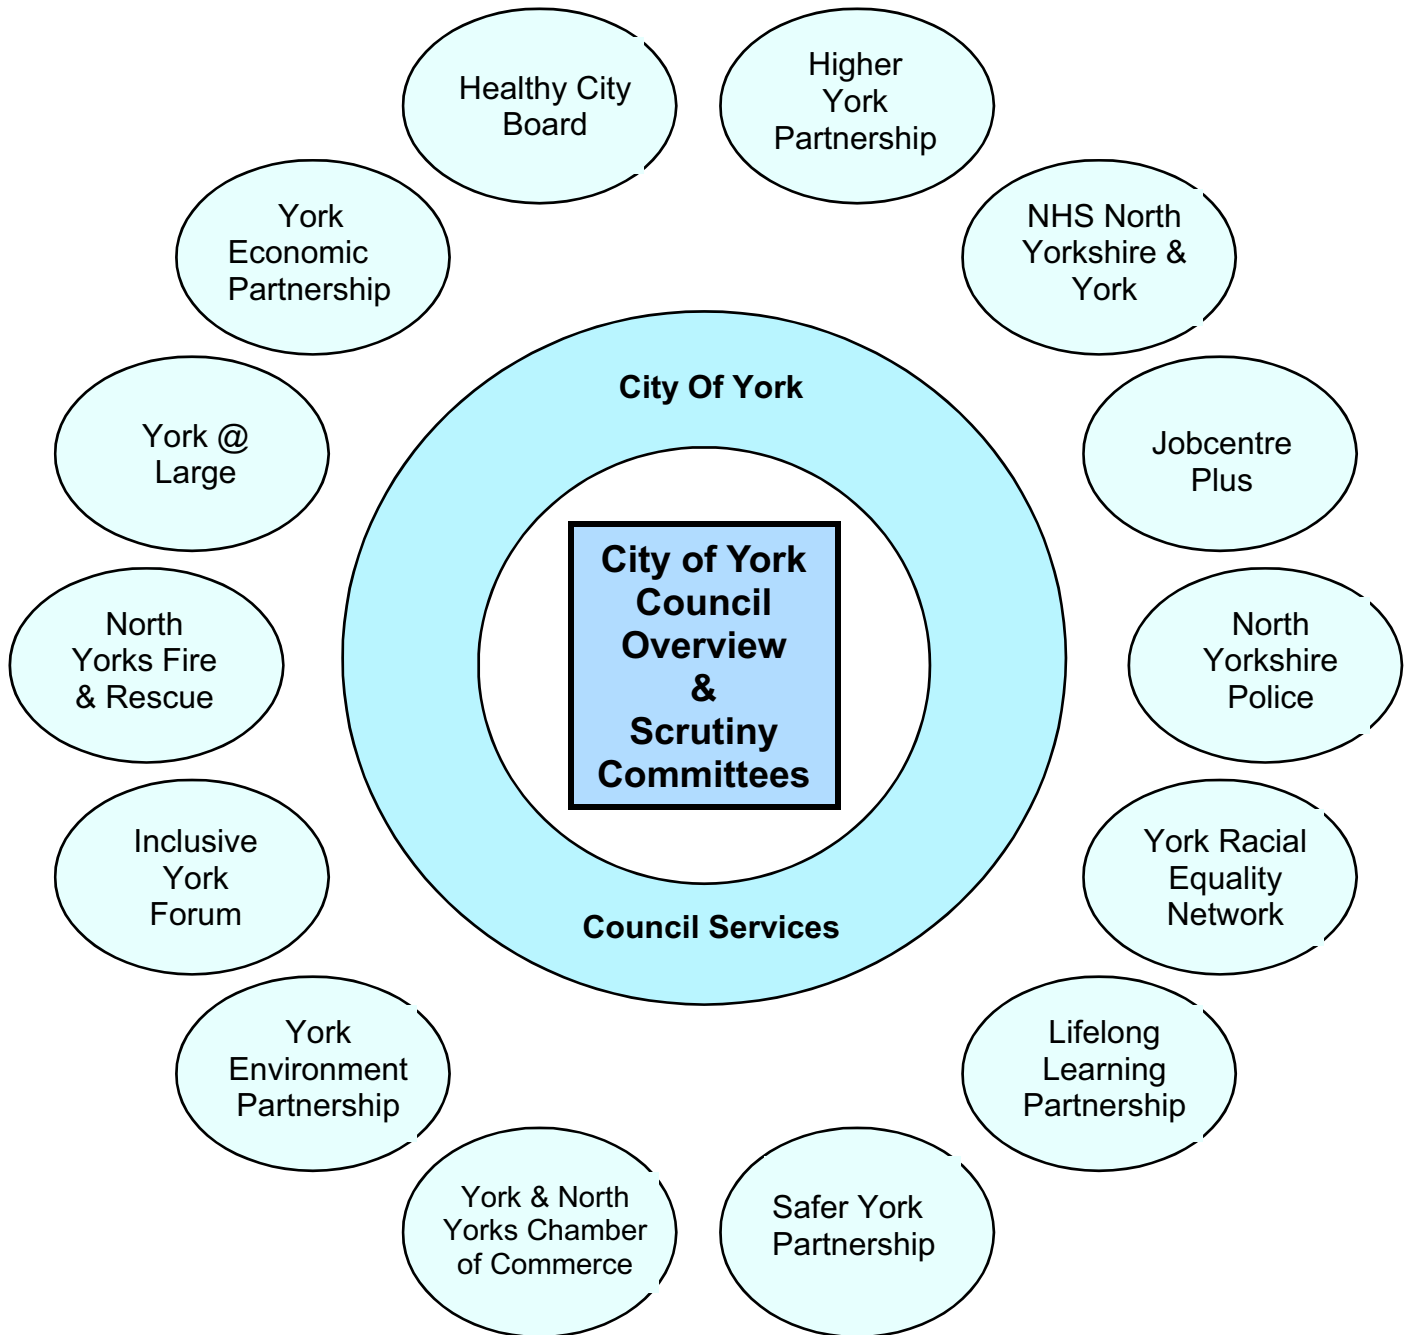 Healthy City
Board
Higher
York
Partnership
York
Economic
Partnership
NHS North
Yorkshire &
York
City Of York
York @
Large
Jobcentre
Plus
City of York
Council
Overview
&
Scrutiny
Committees
North
Yorks Fire
& Rescue
North
Yorkshire
Police
Inclusive
York
Forum
York Racial
Equality
Network
Council Services
York
Environment
Partnership
Lifelong
Learning
Partnership
York & North
Yorks Chamber
of Commerce
Safer York
Partnership